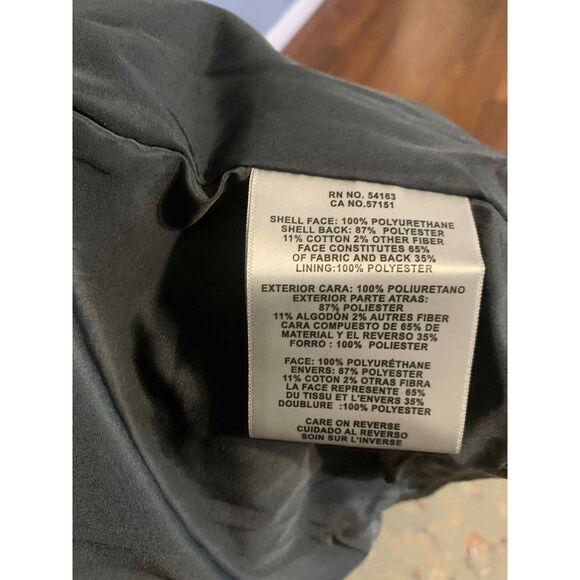 RN NO. 54163
CA NO.57151
SHELL FACE: 100% POLYURETHANE
SHELL BACK: 87% POLYESTER
11% COTTON 2% OTHER FIBER
FACE CONSTITUTES 65%
OF FABRIC AND BACK 35%
LINING:100% POLYESTER
EXTERIOR CARA: 100% POLIURETANO
EXTERIOR PARTE ATRAS:
87% POLIESTER
11% ALGODÓN 2% AUTRES FIBER
CARA COMPUESTO DE 65% DE
MATERIAL Y EL REVERSO 35%
FORRO : 100% POLIESTER
FACE: 100% POLYURÉTHANE
ENVERS: 87% POLYESTER
11% COTON 2% OTRAS FIBRA
LA FACE REPRESENTE 65%
DU TISSU ET L'ENVERS 35%
DOUBLURE :100% POLYESTER
CARE ON REVERSE
CUIDADO AL REVERSO
SOIN SUR L'INVERSE